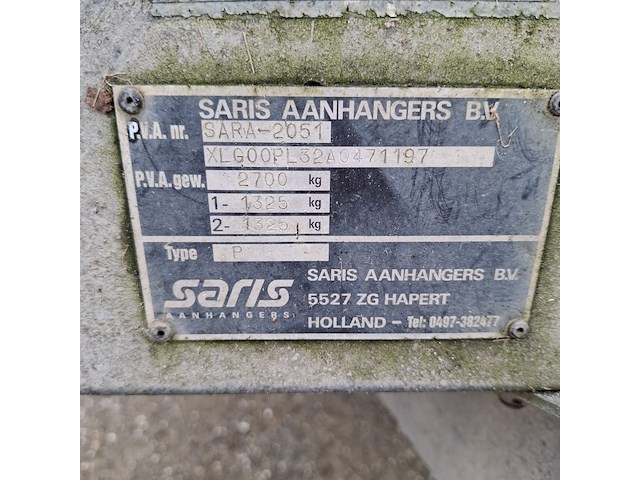 SARIS AANHANGERS B.V.
P.V.A. nr. SARA-2051
XLG00PL32A0471197
P.V.A. gew. 2700 kg
1- 1325 kg
2- 1325 kg
Type P
saris SARIS AANHANGERS B.V.
AANHANGERS 5527 ZG HAPERT
HOLLAND - Tel: 0497-382477